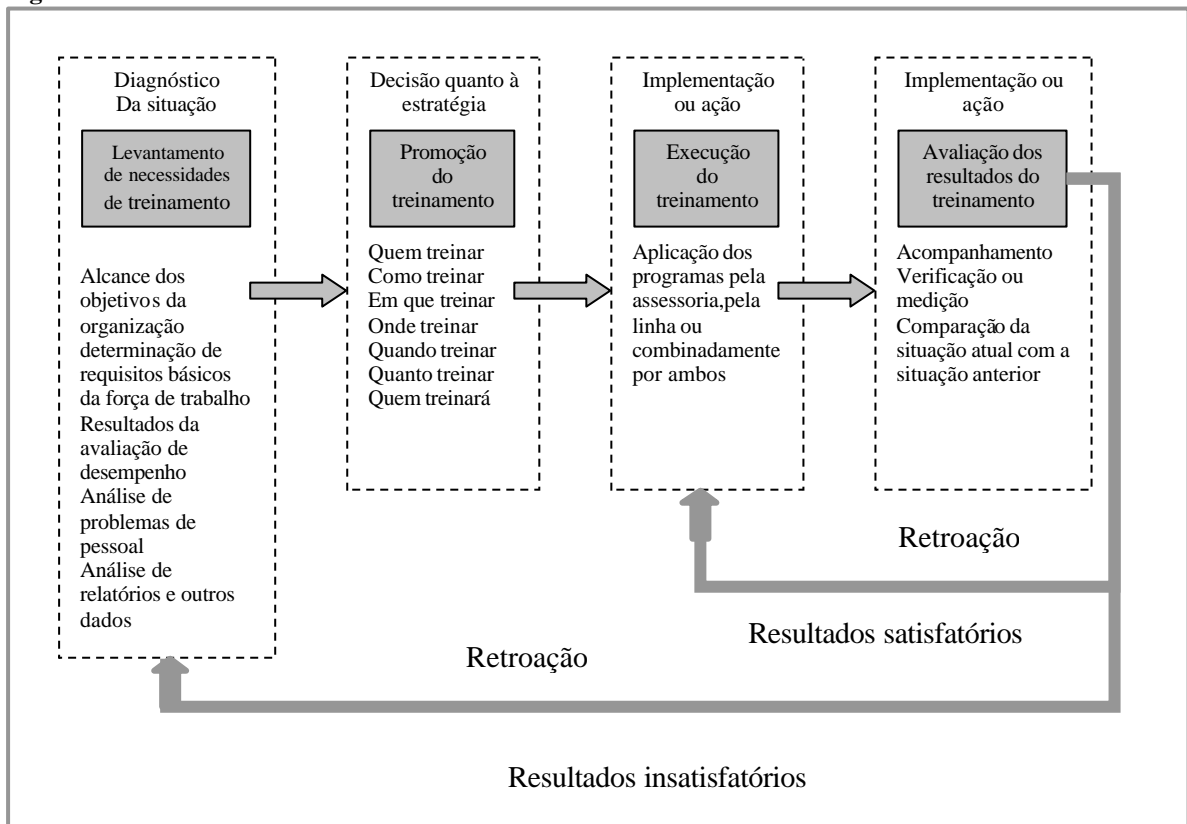 Diagnóstico
Da situação
Levantamento
de necessidades
de treinamento
Alcance dos
objetivos da
organização
determinação de
requisitos básicos
da força de trabalho
Resultados da
avaliação de
desempenho
Análise de
problemas de
pessoal
Análise de
relatórios e outros
dados
Decisão quanto à
estratégia
Promoção
do
treinamento
Quem treinar
Como treinar
Em que treinar
Onde treinar
Quando treinar
Quanto treinar
Quem treinará
Implementação
ou ação
Execução
do
treinamento
Aplicação dos
programas pela
assessoria,pela
linha ou
combinadamente
por ambos
Implementação ou
ação
Avaliação dos
resultados do
treinamento
Acompanhamento
Verificação ou
medição
Comparação da
situação atual com a
situação anterior
Retroação
Resultados satisfatórios
Retroação
Resultados insatisfatórios